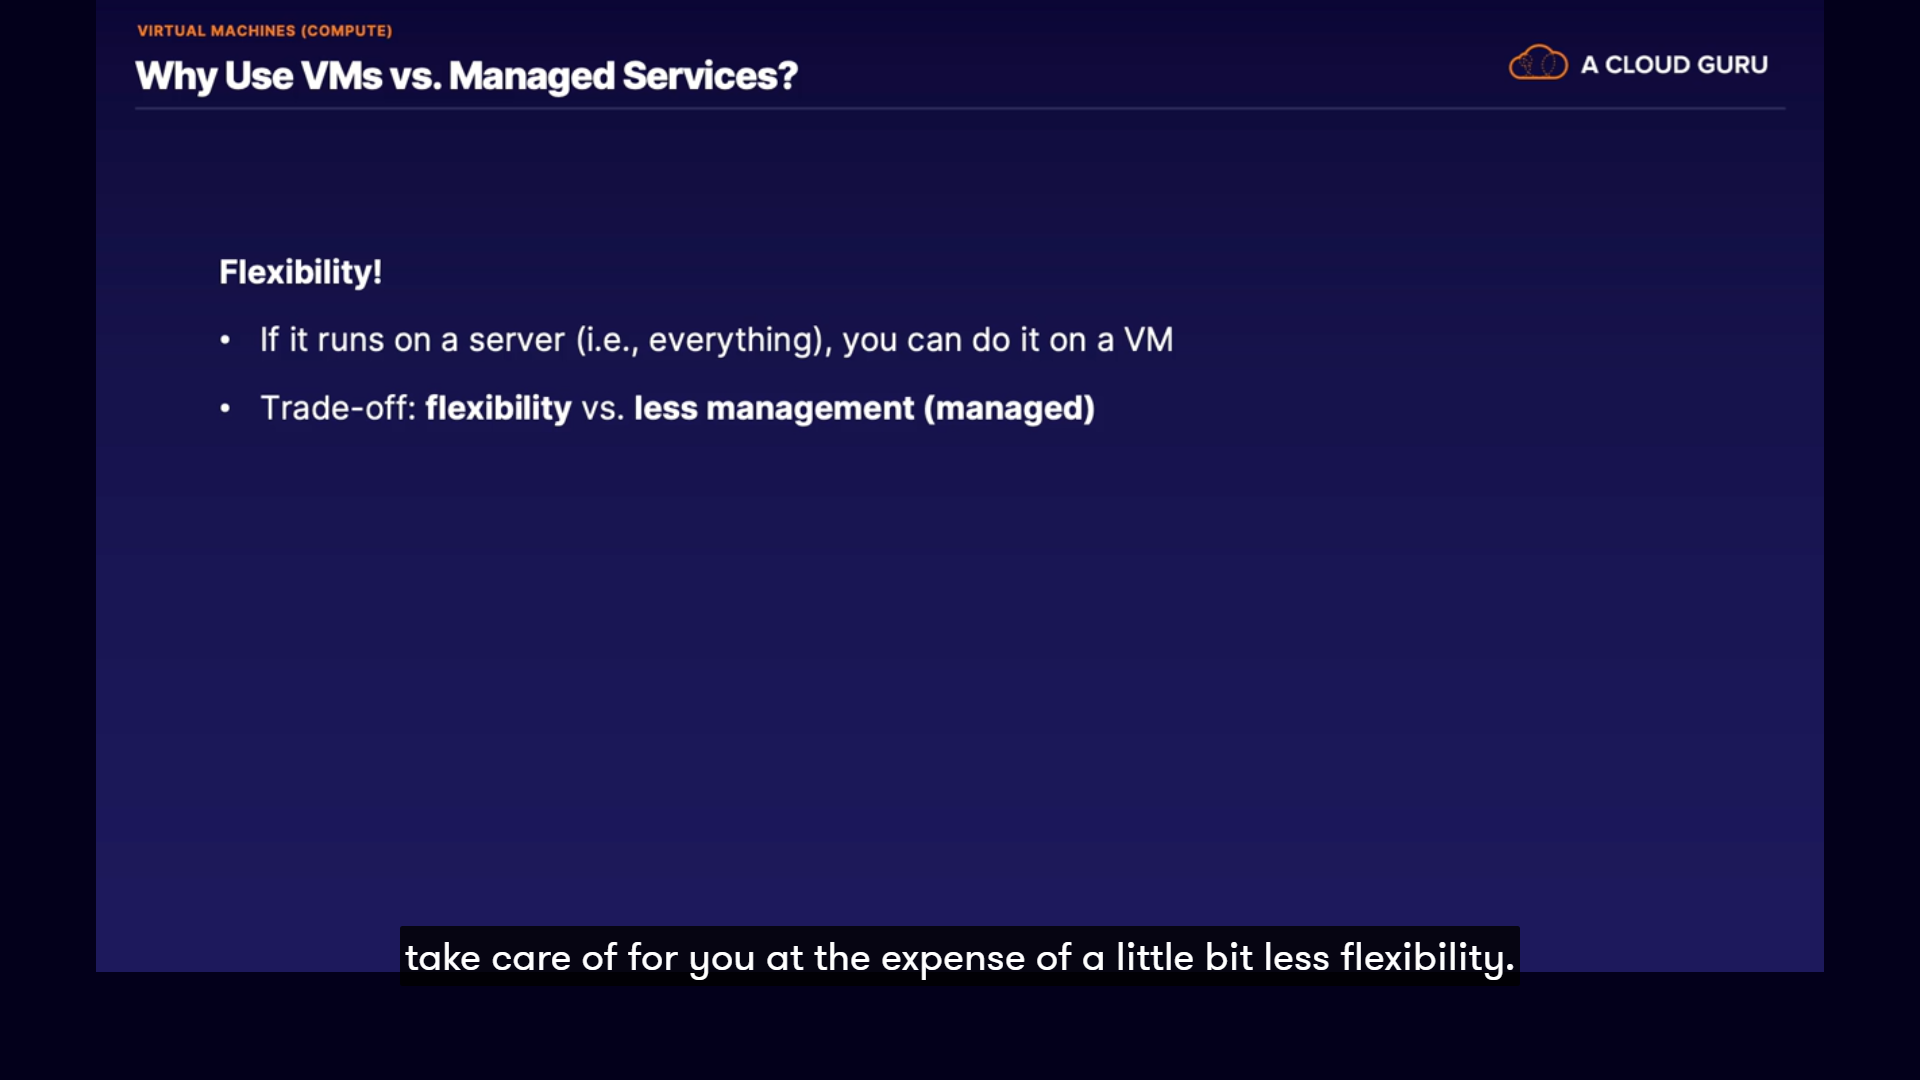 VIRTUAL MACHINES (COMPUTE)
Why Use VMs vs. Managed Services?
A CLOUD GURU
Flexibility!
• If it runs on a server (i.e., everything), you can do it on a VM
• Trade-off: flexibility vs. less management (managed)
take care of for you at the expense of a little bit less flexibility.